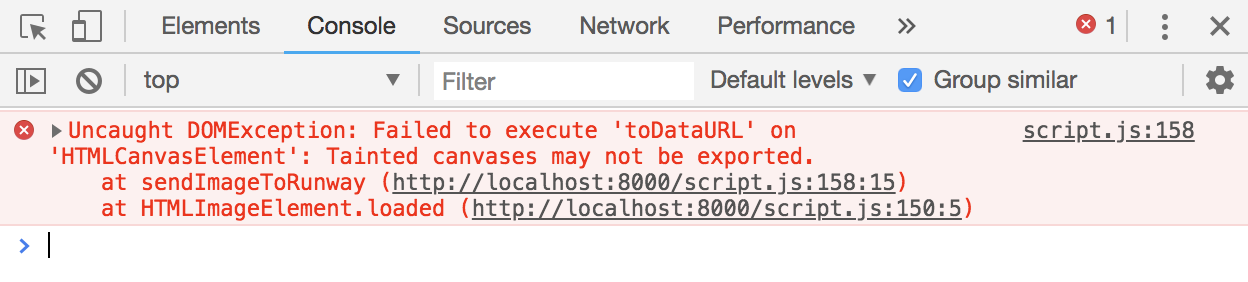 Elements Console Sources Network Performance » 1
top Filter Default levels Group similar
Uncaught DOMException: Failed to execute 'toDataURL' on script.js:158
'HTMLCanvasElement': Tainted canvases may not be exported.
at sendImageToRunway (http://localhost:8000/script.js:158:15)
at HTMLImageElement.loaded (http://localhost:8000/script.js:150:5)